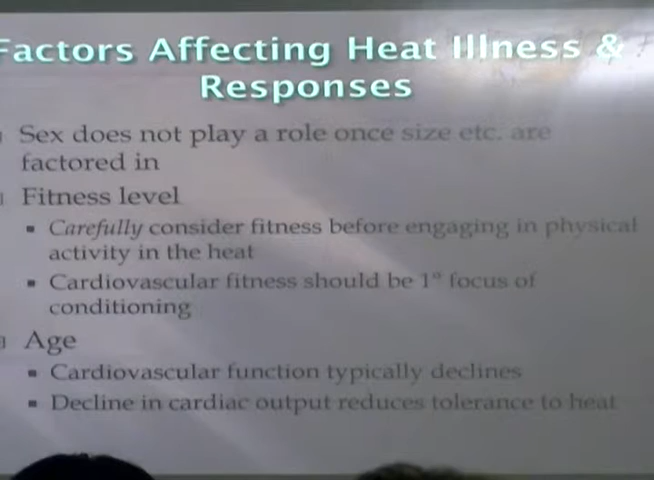 Factors Affecting Heat Illness &
Responses
Sex does not play a role once size etc. are
factored in
Fitness level
Carefully consider fitness before engaging in physical
activity in the heat
Cardiovascular fitness should be 1° focus of
conditioning
Age
Cardiovascular function typically declines
Decline in cardiac output reduces tolerance to heat